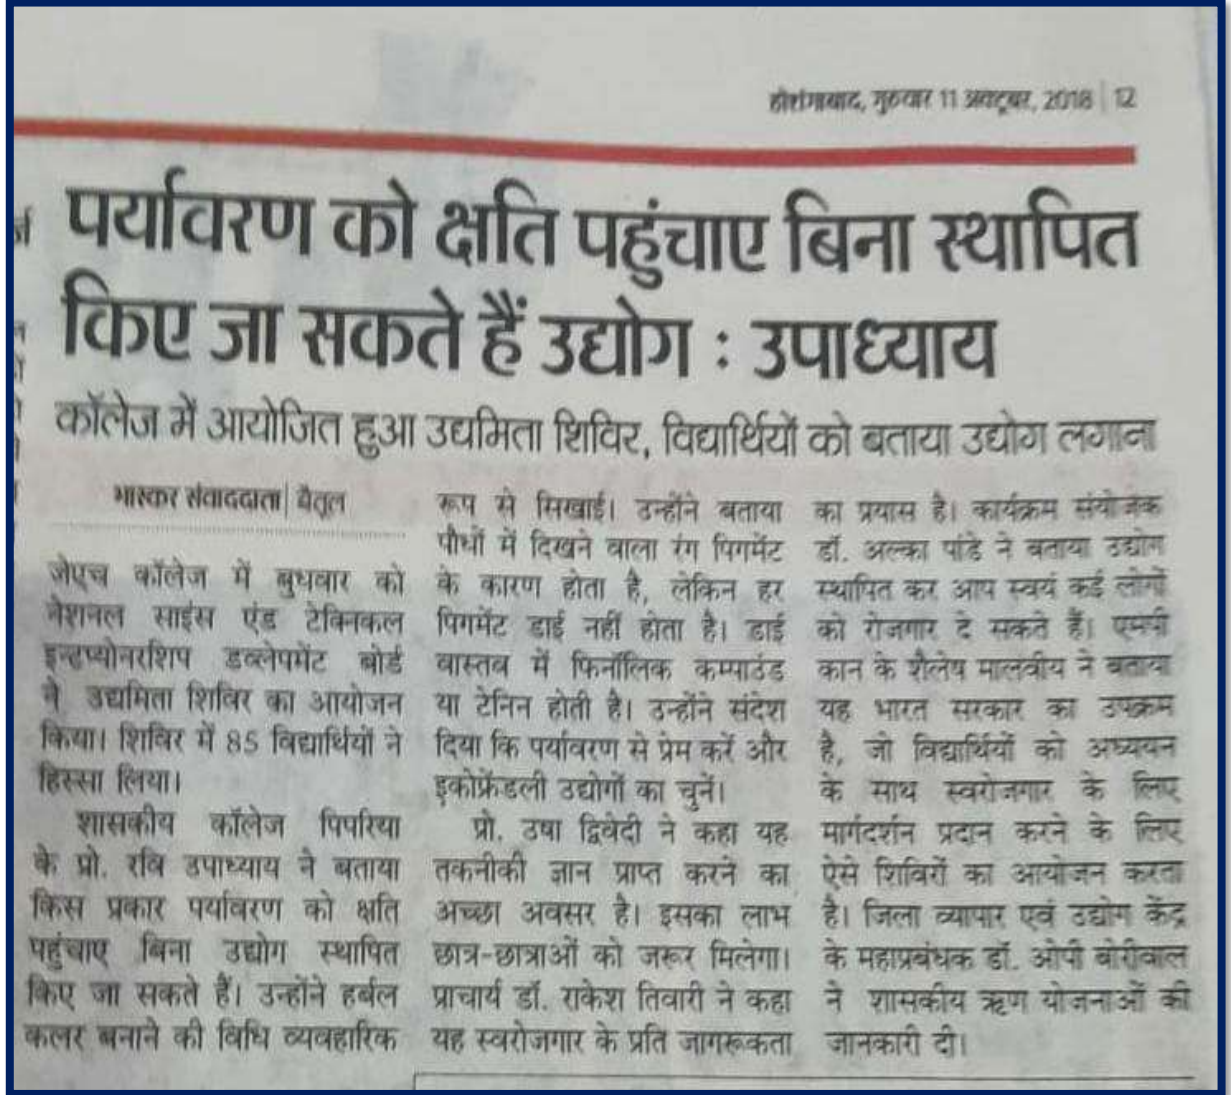 होशंगाबाद, गुरुवार 11 अक्टूबर, 2018 | 12
पर्यावरण को क्षति पहुंचाए बिना स्थापित
किए जा सकते हैं उद्योग : उपाध्याय
कॉलेज में आयोजित हुआ उद्यमिता शिविर, विद्यार्थियों को बताया उद्योग लगाना
भास्कर संवाददाता | बैतूल
जेएच कॉलेज में बुधवार को
नेशनल साइंस एंड टेक्निकल
इन्टप्योनरशिप डव्लेपमेंट बोर्ड
ने उद्यमिता शिविर का आयोजन
किया। शिविर में 85 विद्यार्थियों ने
हिस्सा लिया।
शासकीय कॉलेज पिपरिया
के प्रो. रवि उपाध्याय ने बताया
किस प्रकार पर्यावरण को क्षति
पहुंचाए बिना उद्योग स्थापित
किए जा सकते हैं। उन्होंने हर्बल
कलर बनाने की विधि व्यवहारिक
रूप से सिखाई। उन्होंने बताया
पौधों में दिखने वाला रंग पिगमेंट
के कारण होता है, लेकिन हर
पिगमेंट डाई नहीं होता है। डाई
वास्तव में फिनॉलिक कम्पाउंड
या टेनिन होती है। उन्होंने संदेश
दिया कि पर्यावरण से प्रेम करें और
इकोफ्रेंडली उद्योगों का चुनें।
प्रो. उषा द्विवेदी ने कहा यह
तकनीकी ज्ञान प्राप्त करने का
अच्छा अवसर है। इसका लाभ
छात्र-छात्राओं को जरूर मिलेगा।
प्राचार्य डॉ. राकेश तिवारी ने कहा
यह स्वरोजगार के प्रति जागरूकता
का प्रयास है। कार्यक्रम संयोजक
डॉ. अल्का पांडे ने बताया उद्योग
स्थापित कर आप स्वयं कई लोगों
को रोजगार दे सकते हैं। एमपी
कान के शैलेष मालवीय ने बताया
यह भारत सरकार का उपक्रम
है, जो विद्यार्थियों को अध्ययन
के साथ स्वरोजगार के लिए
मार्गदर्शन प्रदान करने के लिए
ऐसे शिविरों का आयोजन करता
है। जिला व्यापार एवं उद्योग केंद्र
के महाप्रबंधक डॉ. ओपी बोरीवाल
ने शासकीय ऋण योजनाओं की
जानकारी दी।